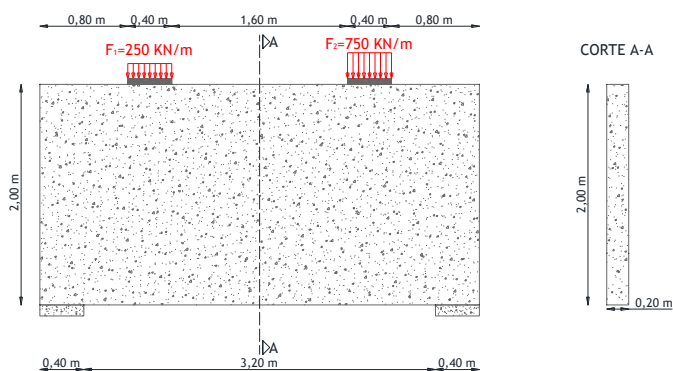 0,80 m 0,40 m 1,60 m 0,40 m 0,80 m
F₁=250 KN/m
A
F₂=750 KN/m
CORTE A-A
2,00 m
2,00 m
0,20 m
A
0,40 m 3,20 m 0,40 m